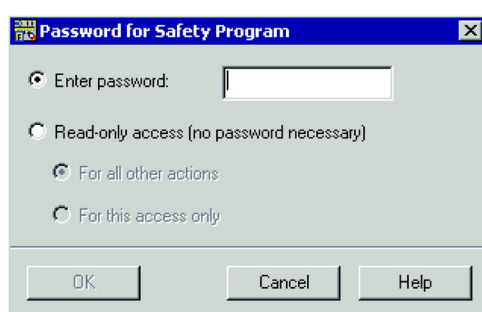 Password for Safety Program
Enter password:
Read-only access (no password necessary)
For all other actions
For this access only
OK
Cancel
Help